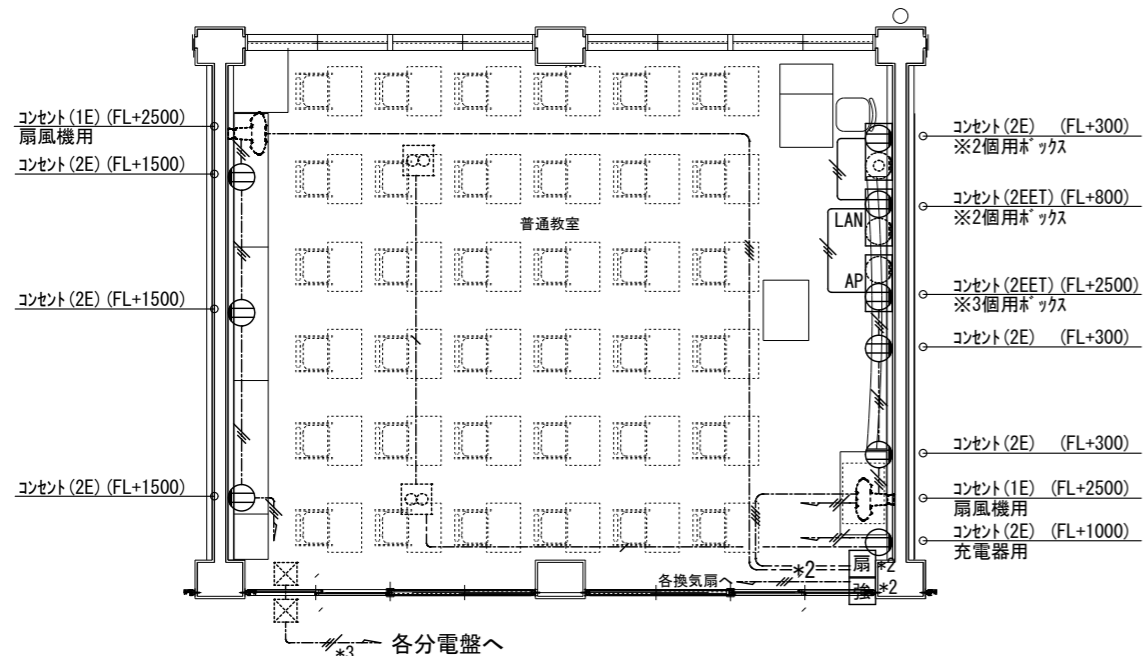 コンセント(1E) (FL+2500)
扇風機用
コンセント(2E) (FL+1500)
コンセント(2E) (FL+1500)
コンセント(2E) (FL+1500)
普通教室
LAN
AP
コンセント(2E) (FL+300)
※2個用ボックス
コンセント(2EET) (FL+800)
※2個用ボックス
コンセント(2EET) (FL+2500)
※3個用ボックス
コンセント(2E) (FL+300)
コンセント(2E) (FL+300)
コンセント(1E) (FL+2500)
扇風機用
コンセント(2E) (FL+1000)
充電器用
*2 扇 *2
各換気扇へ
強 *2
*3 各分電盤へ